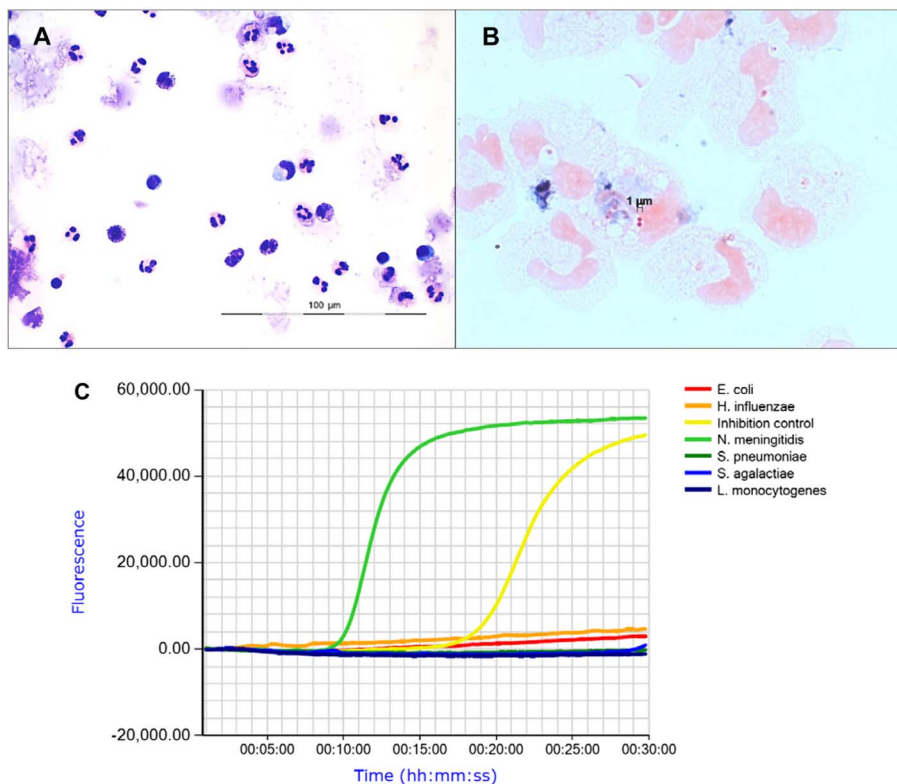 A
B
100 µm
1 µm
C
60,000.00
40,000.00
20,000.00
0.00
-20,000.00
Fluorescence
00:05:00
00:10:00
00:15:00
00:20:00
00:25:00
00:30:00
Time (hh:mm:ss)
E. coli
H. influenzae
Inhibition control
N. meningitidis
S. pneumoniae
S. agalactiae
L. monocytogenes